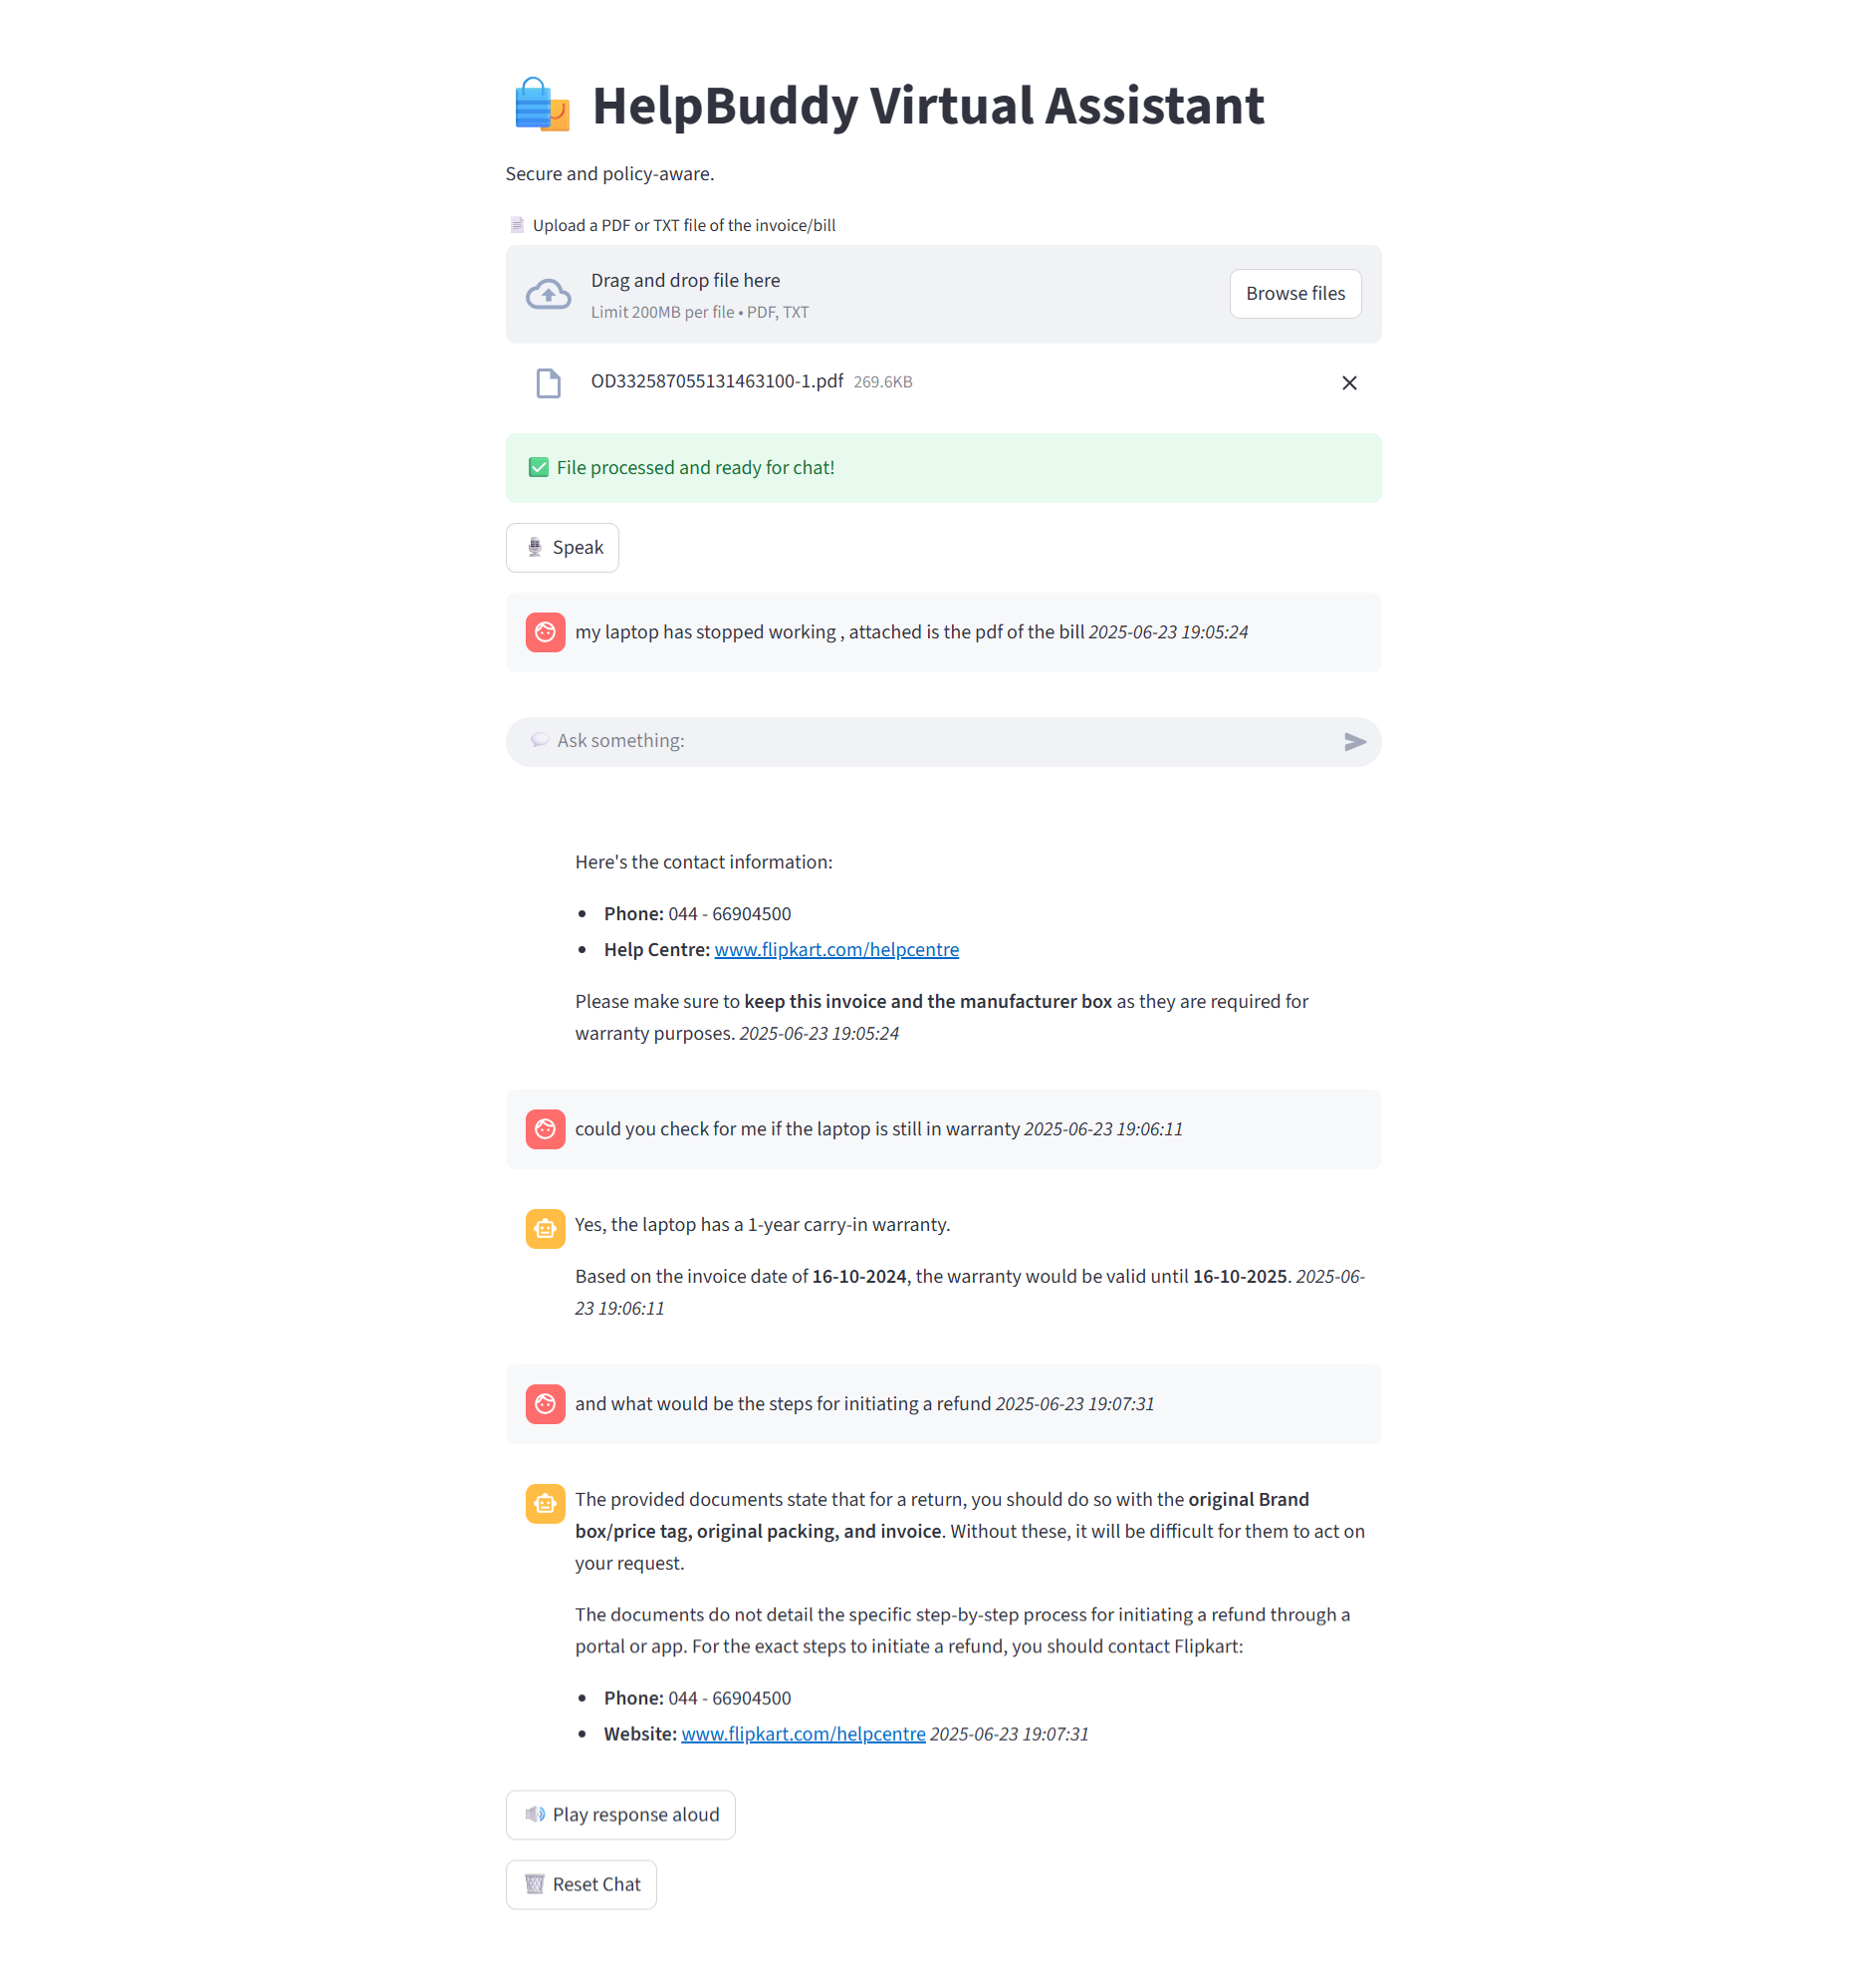 HelpBuddy Virtual Assistant
Secure and policy-aware.
Upload a PDF or TXT file of the invoice/bill
Drag and drop file here
Limit 200MB per file • PDF, TXT
Browse files
OD332587055131463100-1.pdf 269.6KB
File processed and ready for chat!
Speak
my laptop has stopped working , attached is the pdf of the bill 2025-06-23 19:05:24
Ask something:
Here's the contact information:
• Phone: 044 - 66904500
• Help Centre: www.flipkart.com/helpcentre
Please make sure to keep this invoice and the manufacturer box as they are required for
warranty purposes. 2025-06-23 19:05:24
could you check for me if the laptop is still in warranty 2025-06-23 19:06:11
Yes, the laptop has a 1-year carry-in warranty.
Based on the invoice date of 16-10-2024, the warranty would be valid until 16-10-2025. 2025-06-
23 19:06:11
and what would be the steps for initiating a refund 2025-06-23 19:07:31
The provided documents state that for a return, you should do so with the original Brand
box/price tag, original packing, and invoice. Without these, it will be difficult for them to act on
your request.
The documents do not detail the specific step-by-step process for initiating a refund through a
portal or app. For the exact steps to initiate a refund, you should contact Flipkart:
• Phone: 044 - 66904500
• Website: www.flipkart.com/helpcentre 2025-06-23 19:07:31
Play response aloud
Reset Chat